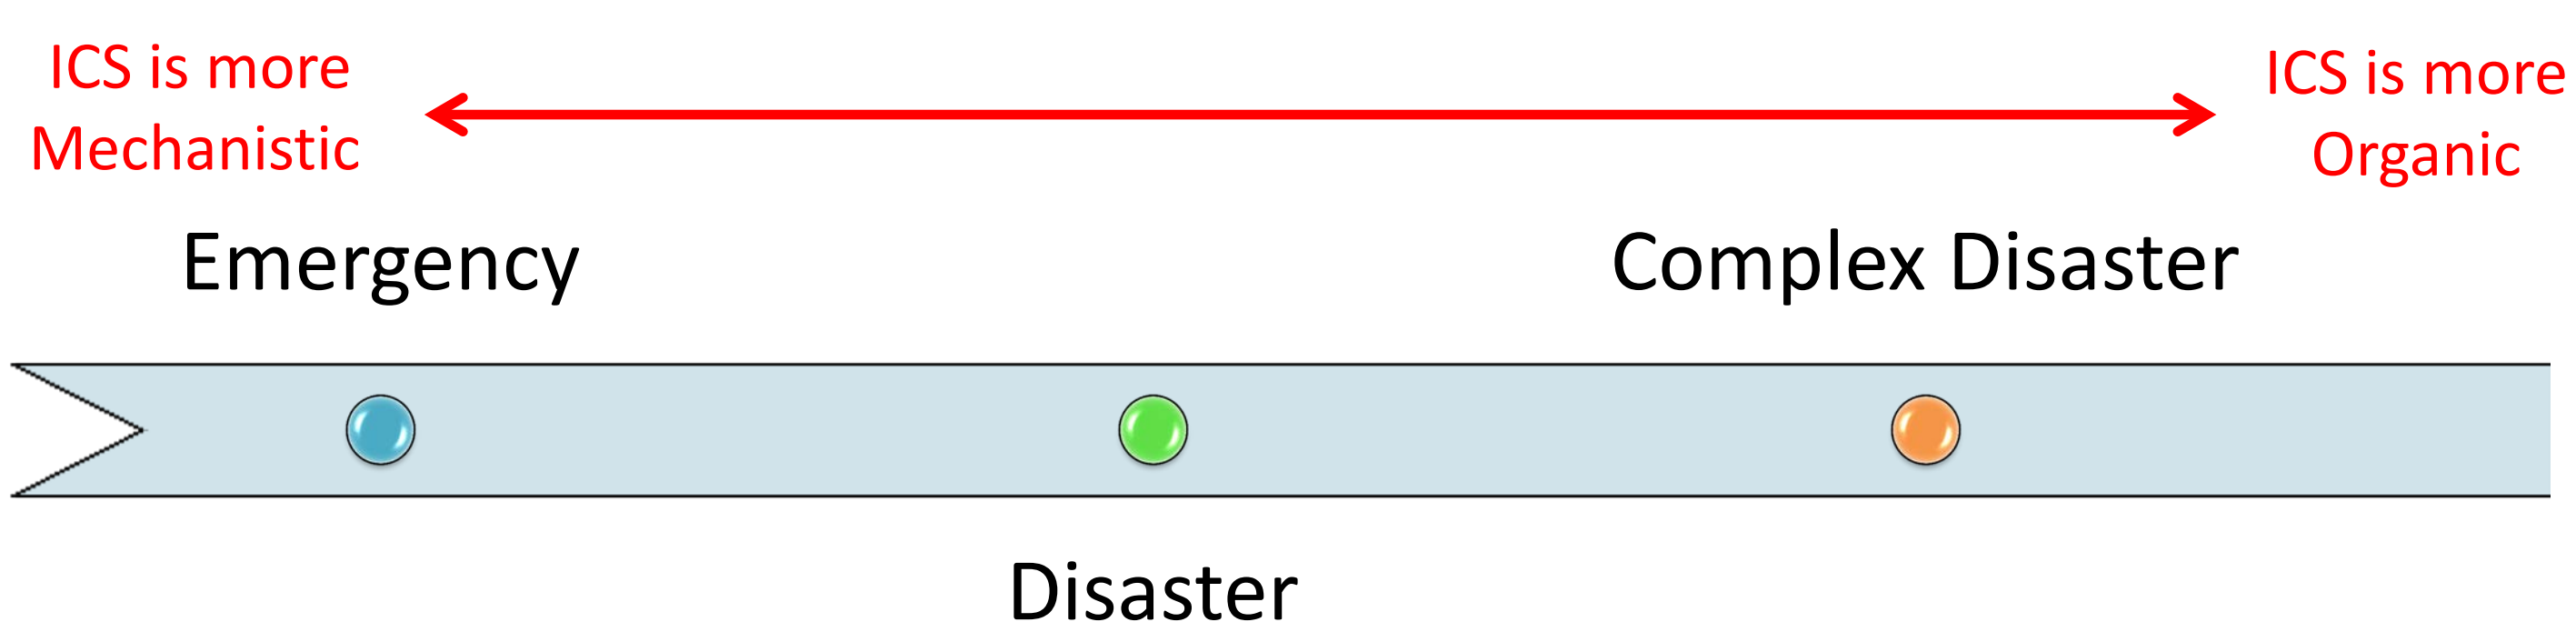 ICS is more
Mechanistic
ICS is more
Organic
Emergency
Complex Disaster
Disaster